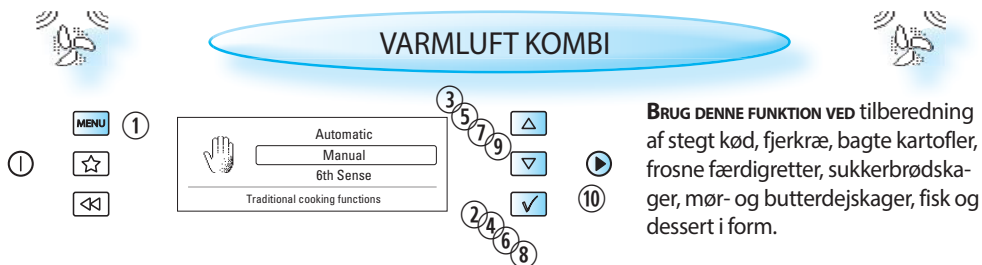 VARMLUFT KOMBI
MENU
①
③
⑤
⑦
⑨
Automatic
Manual
6th Sense
Traditional cooking functions
②
④
⑥
⑧
⑩
BRUG DENNE FUNKTION VED tilberedning
af stegt kød, fjerkræ, bagte kartofler,
frosne færdigretter, sukkerbrødska-
ger, mør- og butterdejskager, fisk og
dessert i form.